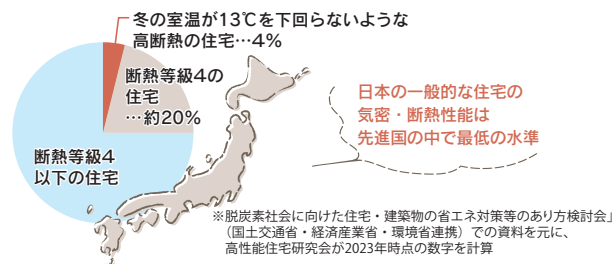 冬の室温が13℃を下回らないような
高断熱の住宅…4%
断熱等級4の
住宅
…約20%
断熱等級4
以下の住宅
日本の一般的な住宅の
気密・断熱性能は
先進国の中で最低の水準
※脱炭素社会に向けた住宅・建築物の省エネ対策等のあり方検討会」
（国土交通省・経済産業省・環境省連携）での資料を元に、
高性能住宅研究会が2023年時点の数字を計算